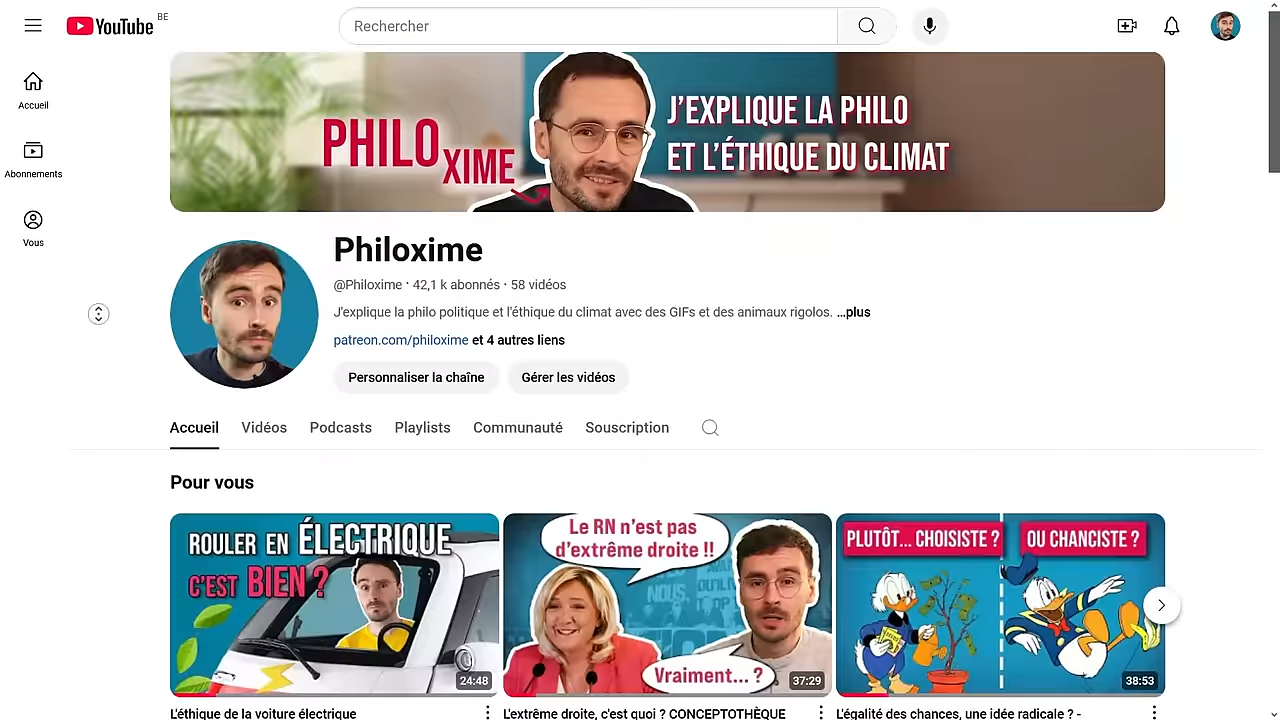 YouTube BE
Rechercher
Accueil
Abonnements
Vous
PHILOXIME
J'EXPLIQUE LA PHILO
ET L'ÉTHIQUE DU CLIMAT
Philoxime
@Philoxime · 42,1 k abonnés · 58 vidéos
J'explique la philo politique et l'éthique du climat avec des GIFs et des animaux rigolos. ...plus
patreon.com/philoxime et 4 autres liens
Personnaliser la chaîne
Gérer les vidéos
Accueil Vidéos Podcasts Playlists Communauté Souscription
Pour vous
ROULER EN ÉLECTRIQUE
C'EST BIEN ?
24:48
Le RN n'est pas
d'extrême droite !!
Vraiment... ?
37:29
PLUTÔT... CHOISISTE ?
OU CHANCISTE ?
38:53
L'éthique de la voiture électrique
L'extrême droite, c'est quoi ? CONCEPTOTHÈQUE
L'égalité des chances, une idée radicale ? -